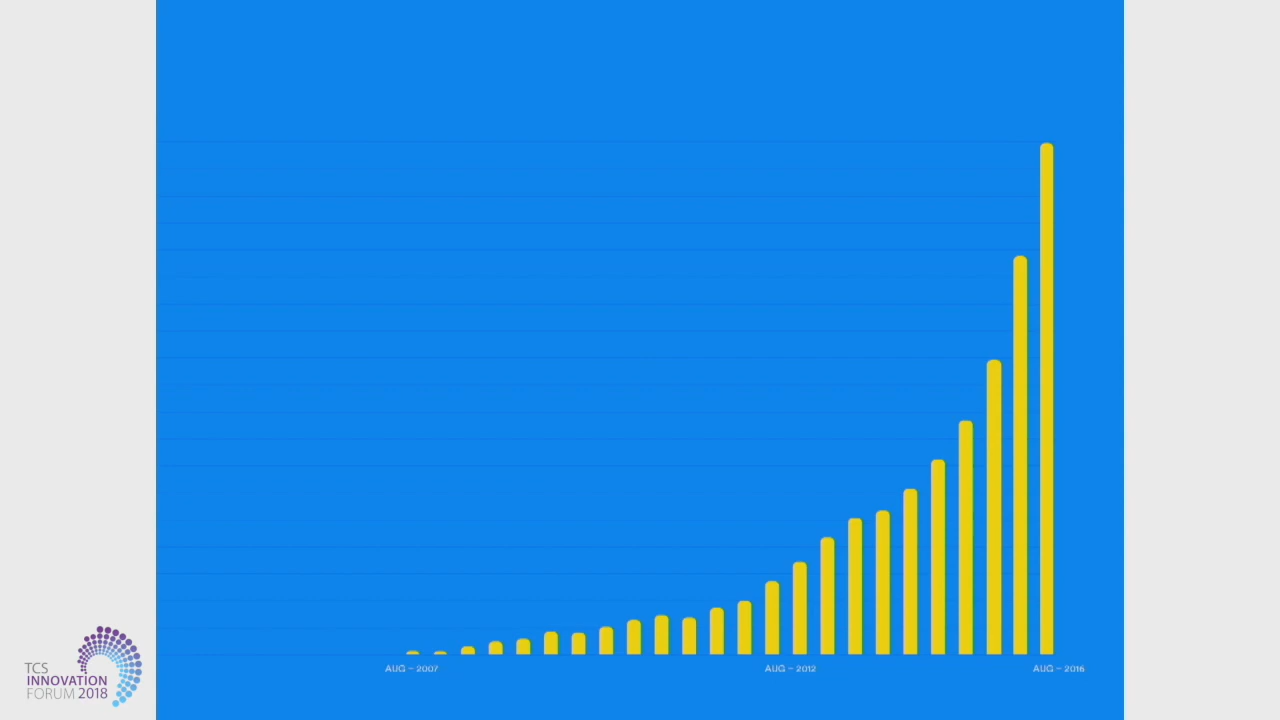 AUG – 2007
AUG – 2012
AUG – 2016
TCS
INNOVATION
FORUM 2018